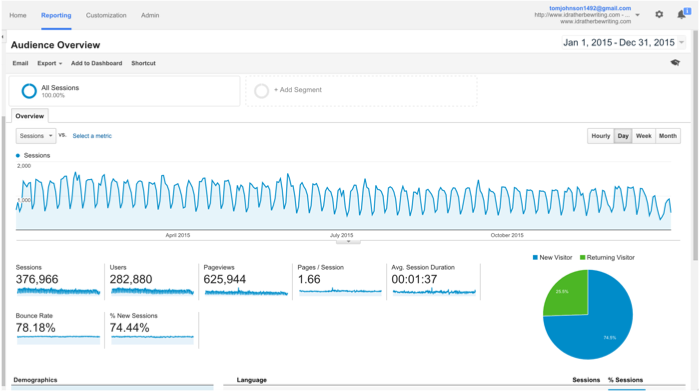 Home Reporting Customization Admin
tomjohnson1492@gmail.com
http://www.idratherbewriting.com - ...
www.idratherbewriting.com
1
Audience Overview
Jan 1, 2015 - Dec 31, 2015
Email Export Add to Dashboard Shortcut
All Sessions
100.00%
+ Add Segment
Overview
Sessions vs. Select a metric
Hourly Day Week Month
Sessions
2,000
1,000
April 2015 July 2015 October 2015
New Visitor Returning Visitor
Sessions Users Pageviews Pages / Session Avg. Session Duration
376,966 282,880 625,944 1.66 00:01:37
Bounce Rate % New Sessions
78.18% 74.44%
Demographics Language Sessions % Sessions